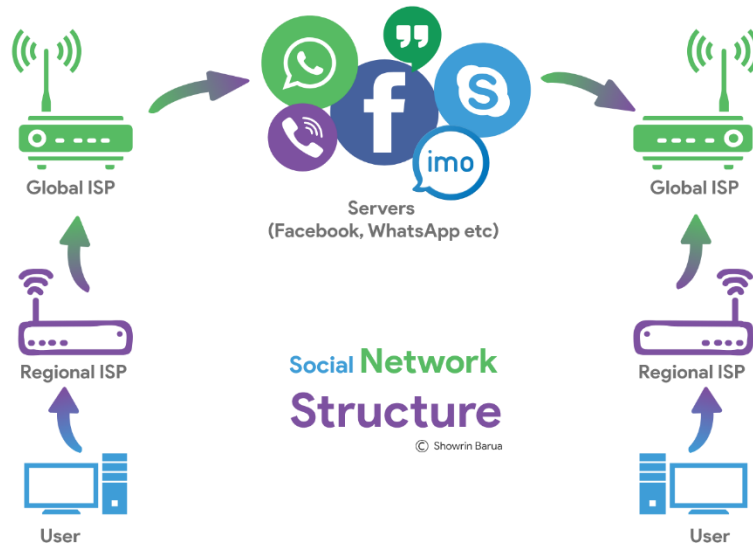 f
S
imo
Global ISP
Servers
(Facebook, WhatsApp etc)
Global ISP
Regional ISP
Regional ISP
Social Network
Structure
© Showrin Barua
User
User